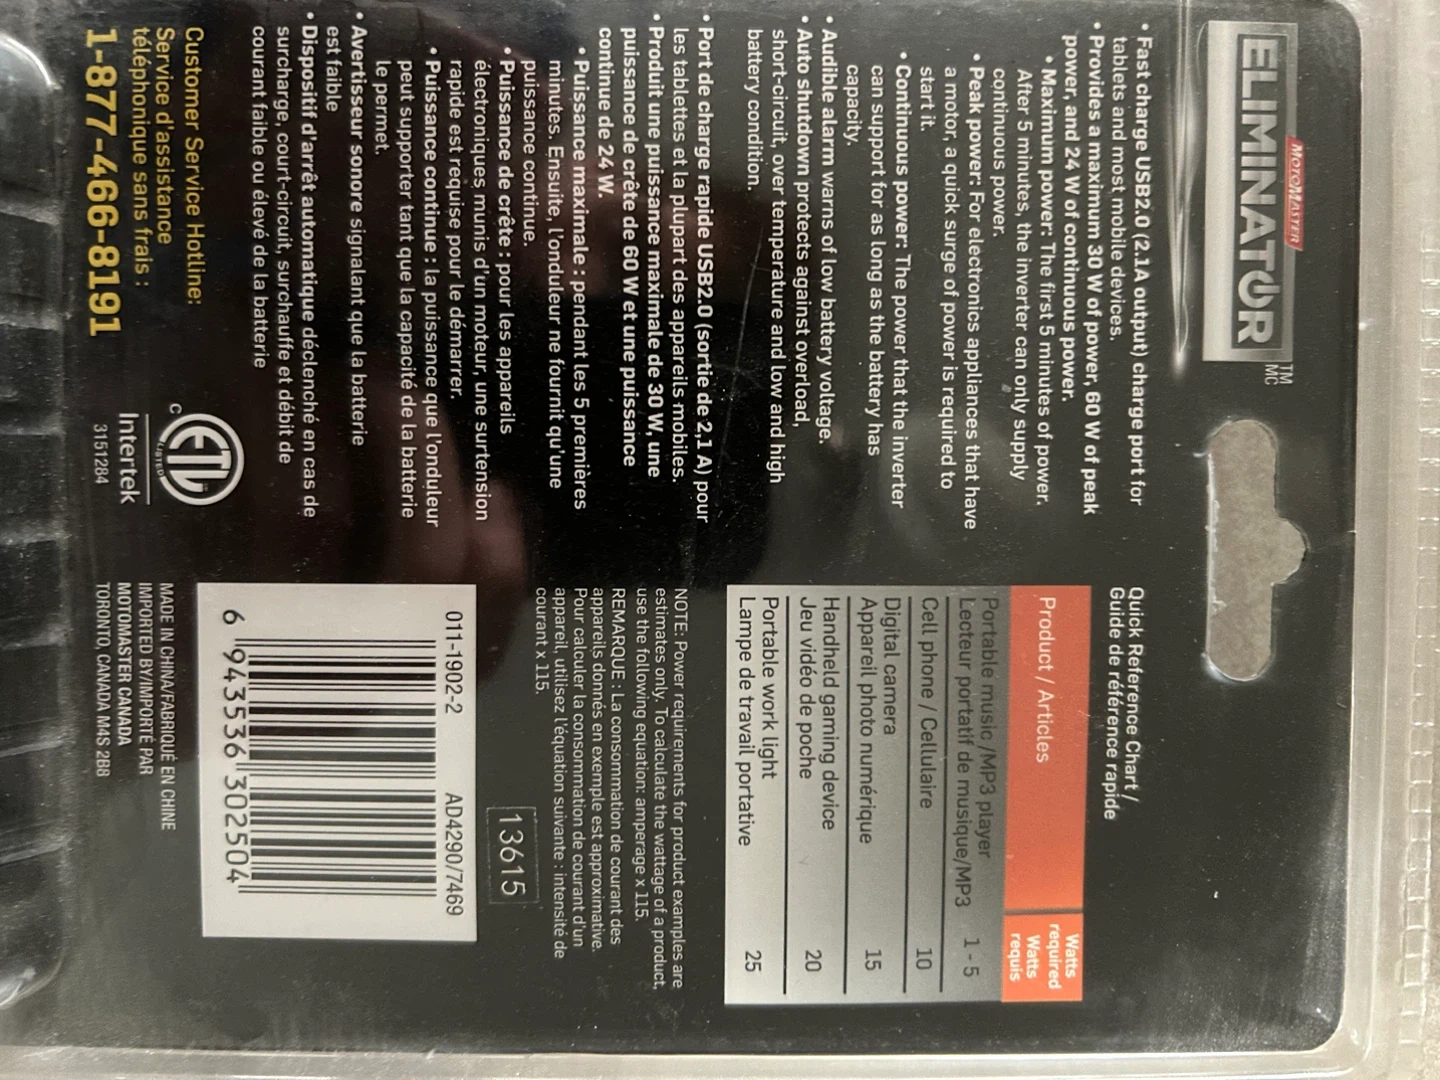 MOTOMASTER
ELIMINATOR
TM
MC
• Fast charge USB2.0 (2.1A output) charge port for
tablets and most mobile devices.
• Provides a maximum 30 W of power, 60 W of peak
power, and 24 W of continuous power.
• Maximum power: The first 5 minutes of power.
After 5 minutes, the inverter can only supply
continuous power.
• Peak power: For electronics appliances that have
a motor, a quick surge of power is required to
start it.
• Continuous power: The power that the inverter
can support for as long as the battery has
capacity.
• Audible alarm warns of low battery voltage.
• Auto shutdown protects against overload,
short-circuit, over temperature and low and high
battery condition.
• Port de charge rapide USB2.0 (sortie de 2,1 A) pour
les tablettes et la plupart des appareils mobiles.
• Produit une puissance maximale de 30 W, une
puissance de crête de 60 W et une puissance
continue de 24 W.
• Puissance maximale : pendant les 5 premières
minutes. Ensuite, l'onduleur ne fournit qu'une
puissance continue.
• Puissance de crête : pour les appareils
électroniques munis d'un moteur, une surtension
rapide est requise pour le démarrer.
• Puissance continue : la puissance que l'onduleur
peut supporter tant que la capacité de la batterie
le permet.
• Avertisseur sonore signalant que la batterie
est faible
• Dispositif d'arrêt automatique déclenché en cas de
surcharge, court-circuit, surchauffe et débit de
courant faible ou élevé de la batterie
Customer Service Hotline:
Service d'assistance
téléphonique sans frais :
1-877-466-8191
C
ETL
LISTED
Intertek
3151284
Quick Reference Chart /
Guide de référence rapide
Product / Articles
Watts
required
Watts
requis
Portable music /MP3 player
Lecteur portatif de musique/MP3 1 - 5
Cell phone / Cellulaire 10
Digital camera
Appareil photo numérique 15
Handheld gaming device
Jeu vidéo de poche 20
Portable work light
Lampe de travail portative 25
NOTE: Power requirements for product examples are
estimates only. To calculate the wattage of a product,
use the following equation: amperage x 115.
REMARQUE : La consommation de courant des
appareils donnés en exemple est approximative.
Pour calculer la consommation de courant d'un
appareil, utilisez l'équation suivante : intensité de
courant x 115.
13615
011-1902-2 AD4290/7469
6 943536 302504
MADE IN CHINA/FABRIQUÉ EN CHINE
IMPORTED BY/IMPORTÉ PAR
MOTOMASTER CANADA
TORONTO, CANADA M4S 2B8